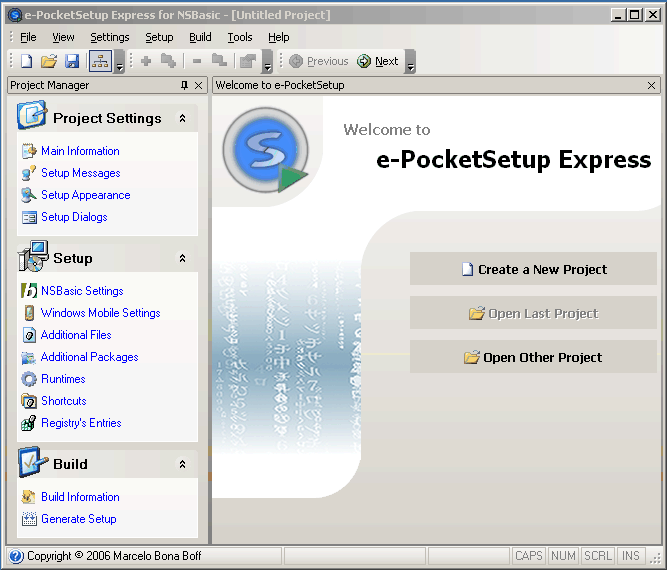 e-PocketSetup Express for NSBasic - [Untitled Project]
File View Settings Setup Build Tools Help
Previous Next
Project Manager
Welcome to e-PocketSetup
Project Settings
Main Information
Setup Messages
Setup Appearance
Setup Dialogs
Setup
NSBasic Settings
Windows Mobile Settings
Additional Files
Additional Packages
Runtimes
Shortcuts
Registry's Entries
Build
Build Information
Generate Setup
Welcome to
e-PocketSetup Express
Create a New Project
Open Last Project
Open Other Project
Copyright © 2006 Marcelo Bona Boff
CAPS NUM SCRL INS